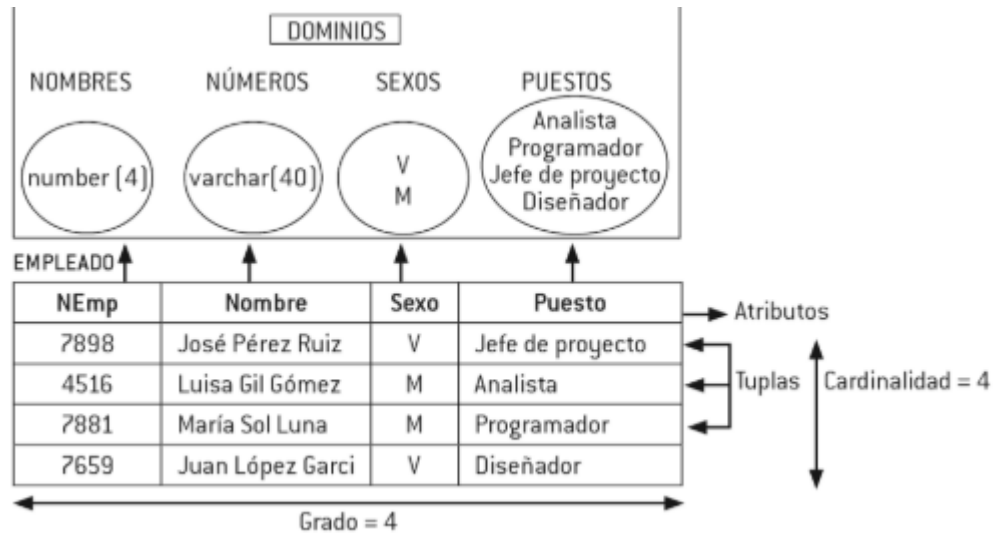 DOMINIOS
NOMBRES NÚMEROS SEXOS PUESTOS
number (4)
varchar(40)
V
M
Analista
Programador
Jefe de proyecto
Diseñador
EMPLEADO
NEmp Nombre Sexo Puesto
7898 José Pérez Ruiz V Jefe de proyecto
4516 Luisa Gil Gómez M Analista
7881 María Sol Luna M Programador
7659 Juan López Garci V Diseñador
Atributos
Tuplas
Cardinalidad = 4
Grado = 4